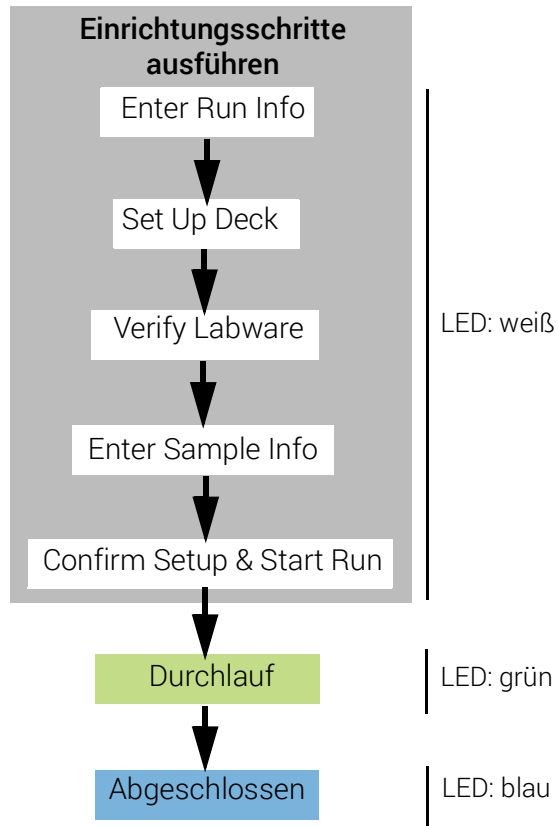 Einrichtungsschritte
ausführen
Enter Run Info
Set Up Deck
Verify Labware
Enter Sample Info
Confirm Setup & Start Run
LED: weiß
Durchlauf
LED: grün
Abgeschlossen
LED: blau